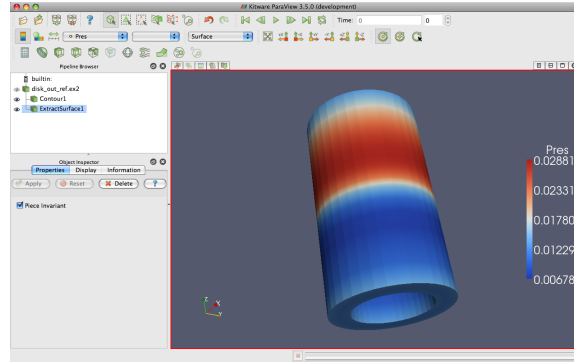 Kitware ParaView 3.5.0 (development)
Time: 0 0
Pres Surface
Pipeline Browser
builtin:
disk_out_ref.ex2
Contour1
ExtractSurface1
Object Inspector
Properties Display Information
Apply Reset Delete ?
Piece Invariant
Pres
0.02881
0.02331
0.01780
0.01229
0.00678
Z
X
Y